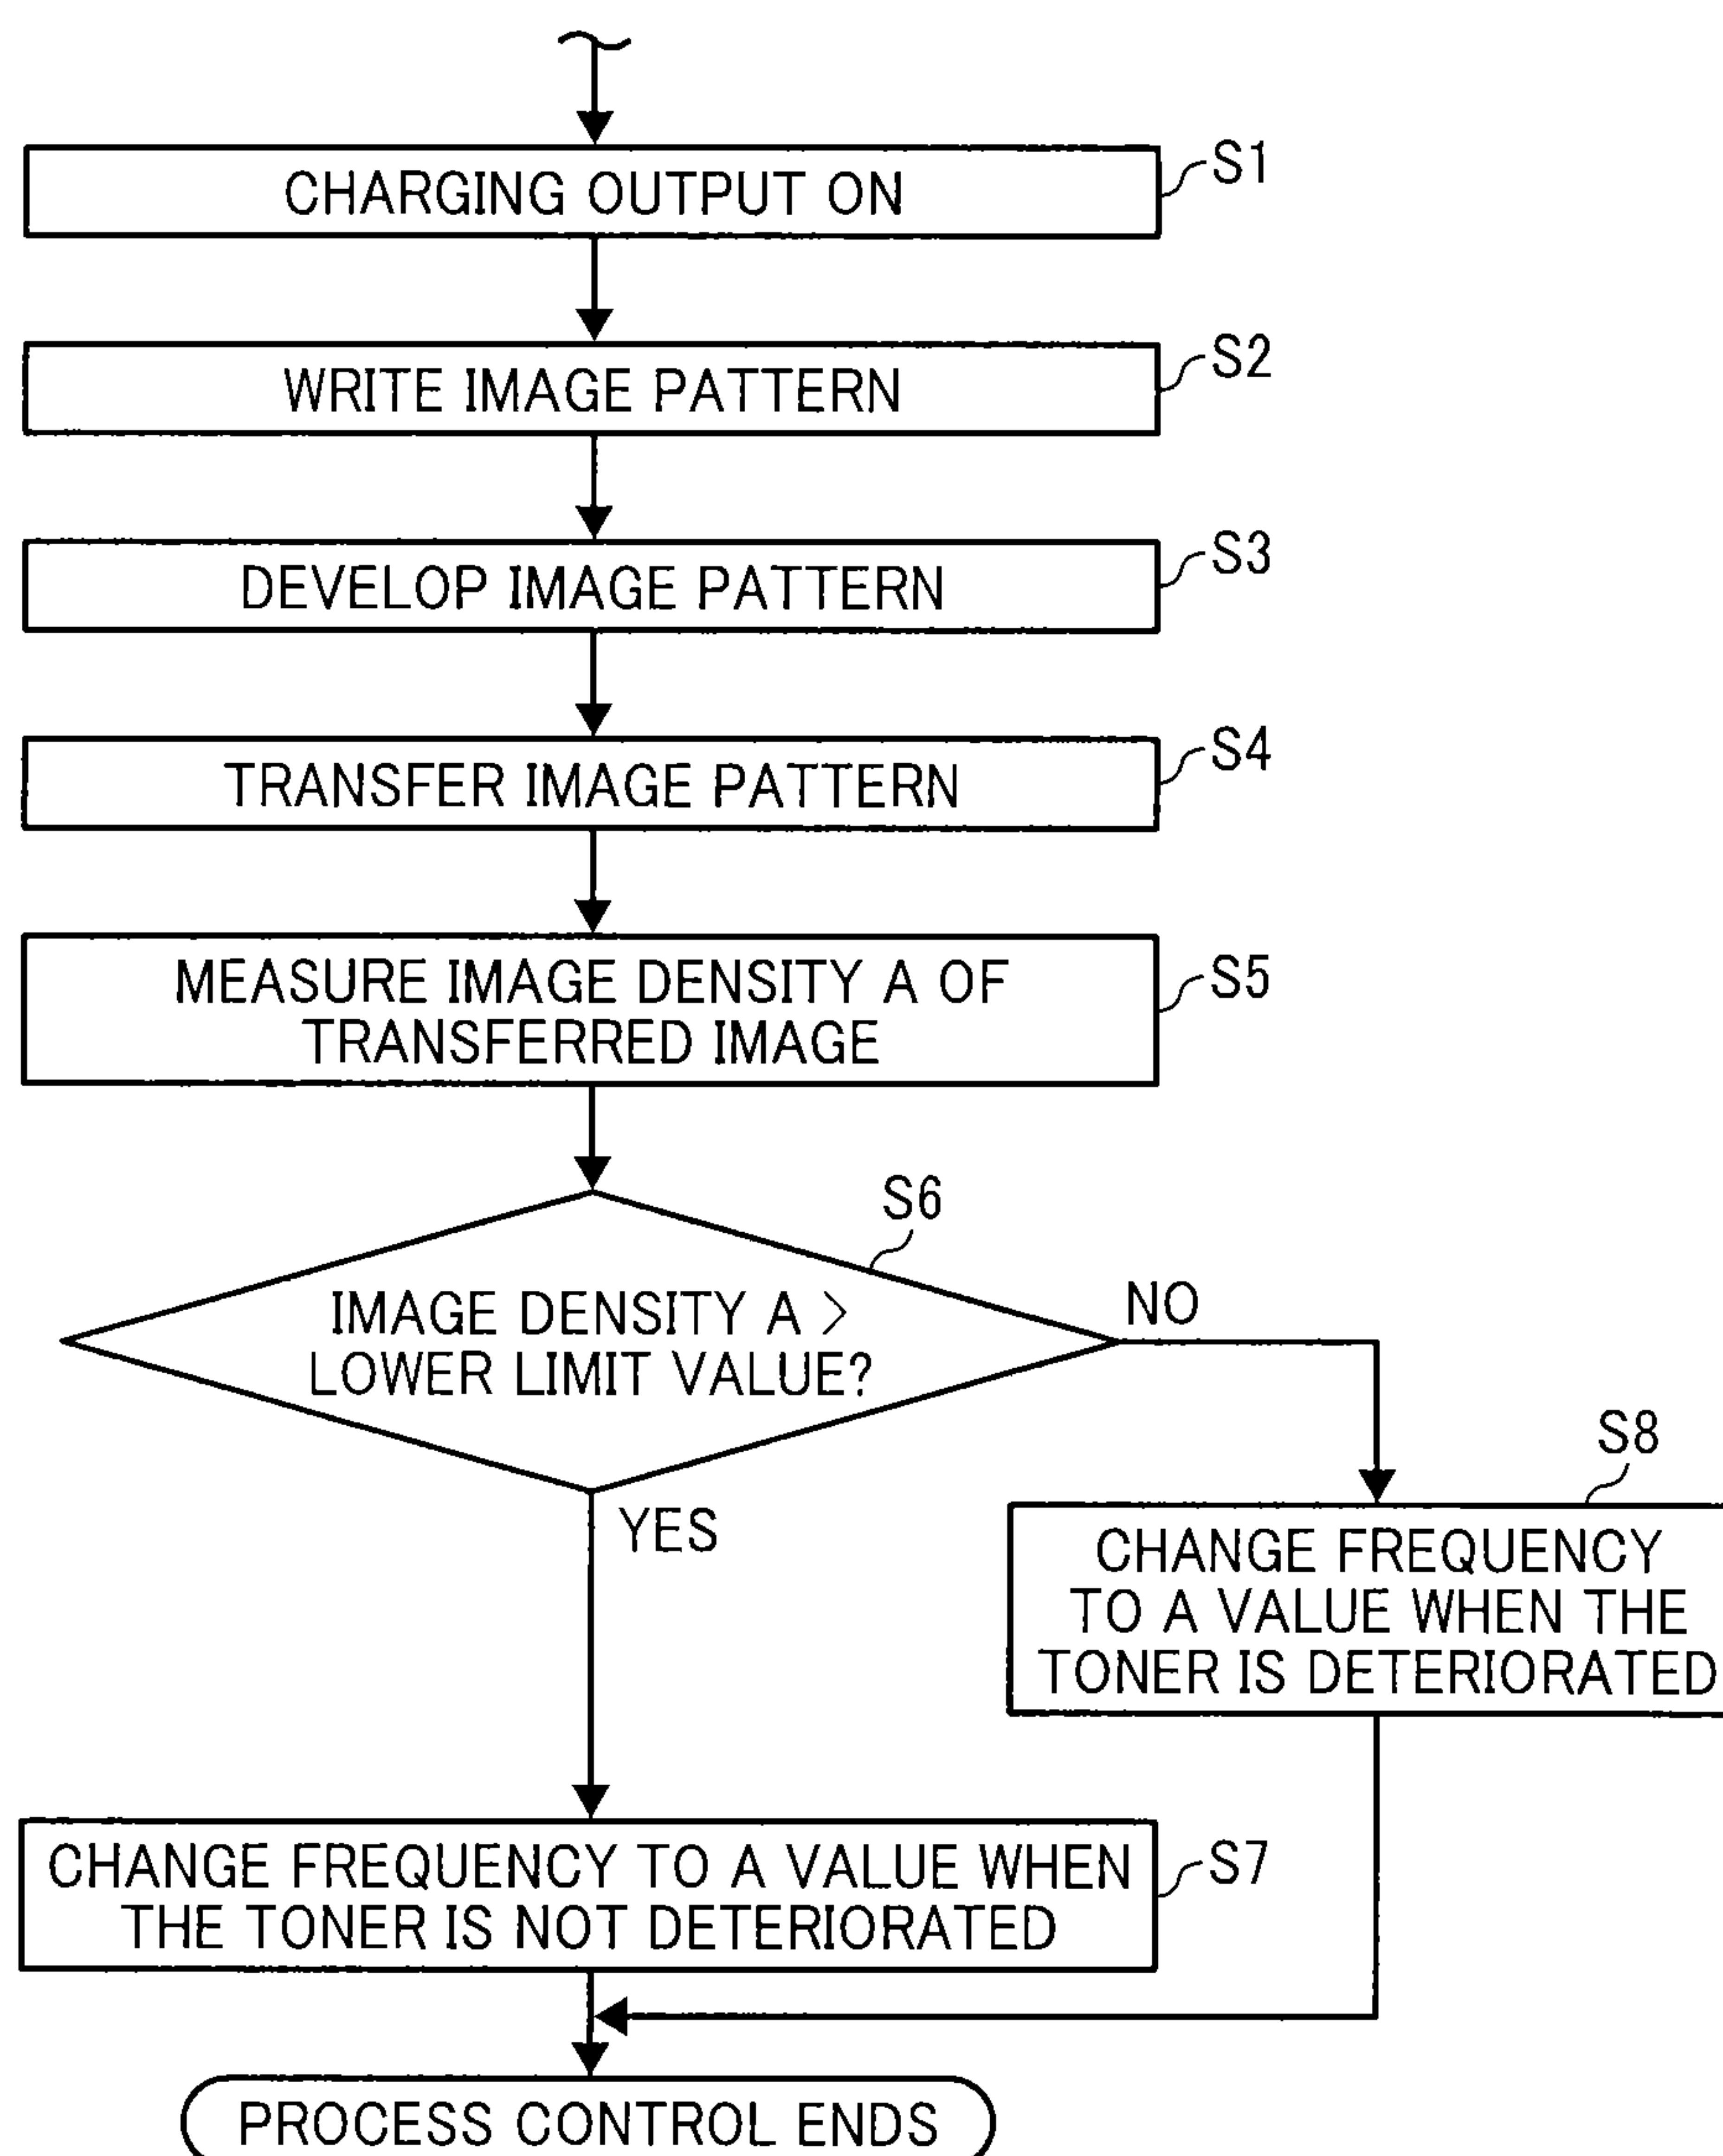 CHARGING OUTPUT ON
S1
WRITE IMAGE PATTERN
S2
DEVELOP IMAGE PATTERN
S3
TRANSFER IMAGE PATTERN
S4
MEASURE IMAGE DENSITY A OF
TRANSFERRED IMAGE
S5
S6
IMAGE DENSITY A >
LOWER LIMIT VALUE?
NO
YES
S8
CHANGE FREQUENCY
TO A VALUE WHEN THE
TONER IS DETERIORATED
CHANGE FREQUENCY TO A VALUE WHEN
THE TONER IS NOT DETERIORATED
S7
PROCESS CONTROL ENDS